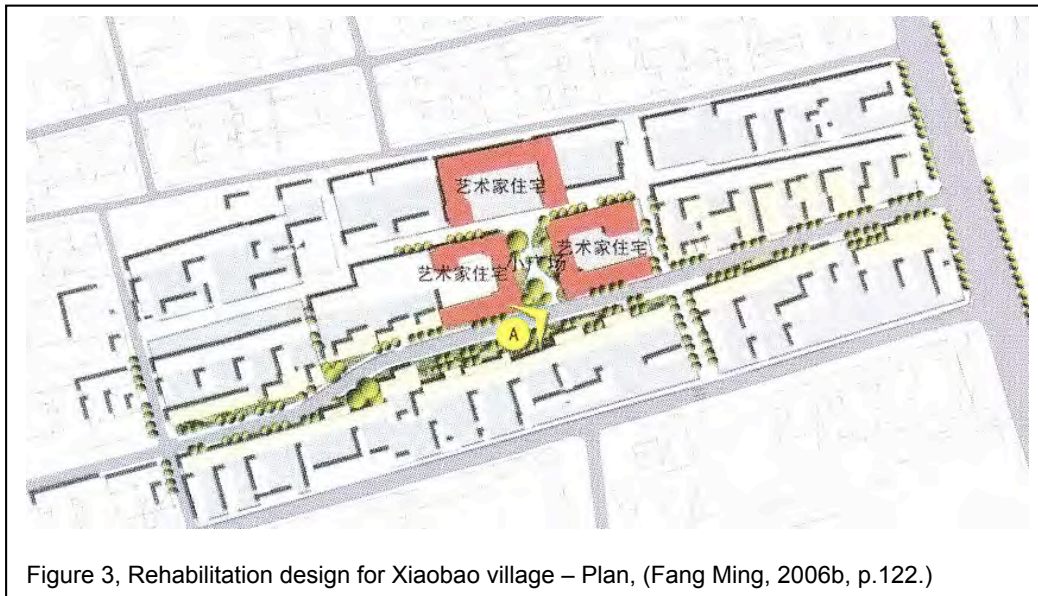 艺术家住宅
艺术家住宅
艺术家住宅
小广场
A
Figure 3, Rehabilitation design for Xiaobao village – Plan, (Fang Ming, 2006b, p.122.)